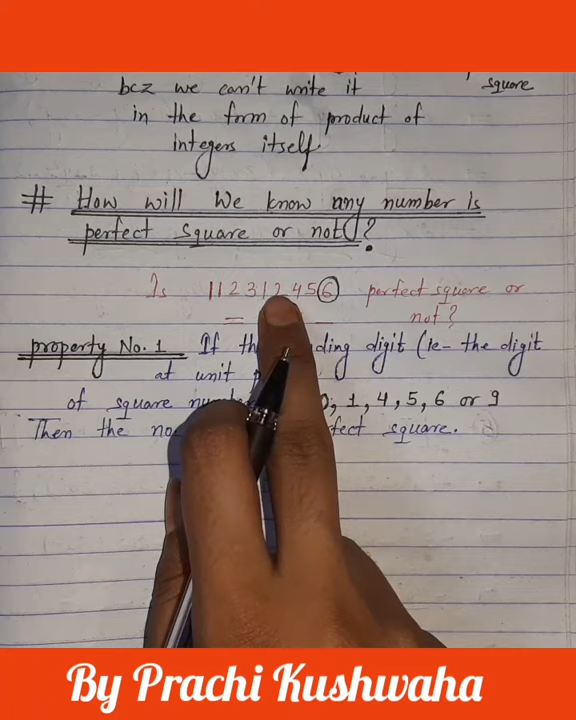 bcz we can't write it square
in the form of product of
integers itself.
# How will We know any number is
perfect square or not?
Is 112312456 perfect square or
not?
property No. 1 If th ding digit (ie- the digit
at unit p
of square num 0, 1, 4, 5, 6 or 9
Then the no fect square.
By Prachi Kushwaha